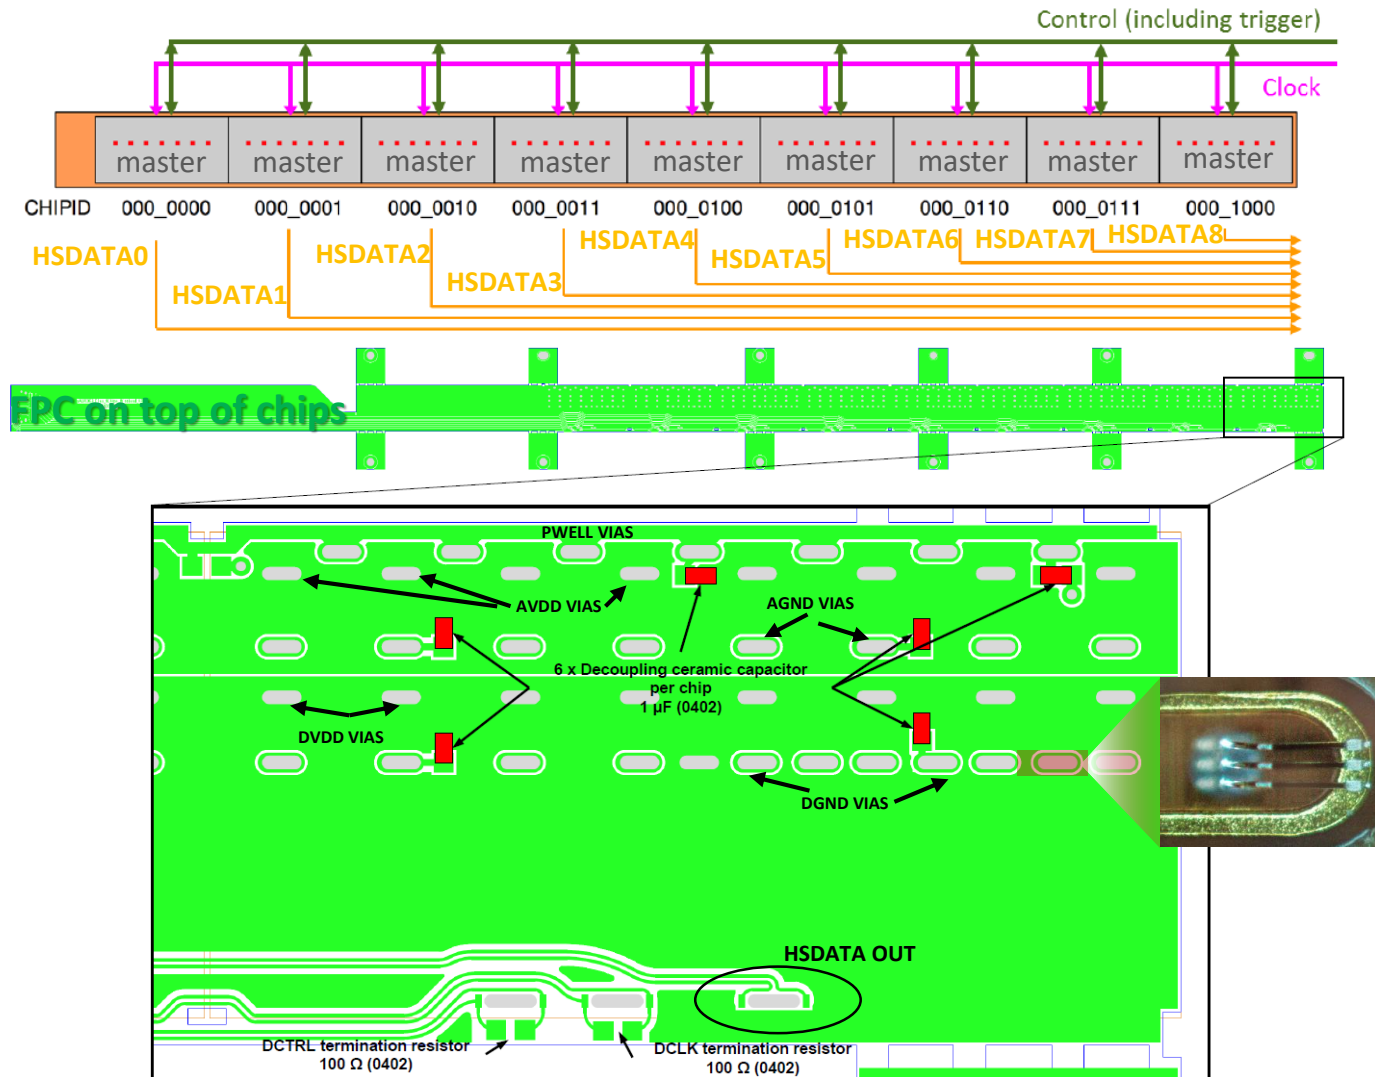 Control (including trigger)
Clock
master master master master master master master master master
CHIPID 000_0000 000_0001 000_0010 000_0011 000_0100 000_0101 000_0110 000_0111 000_1000
HSDATA0 HSDATA2 HSDATA4 HSDATA6 HSDATA7 HSDATA8
HSDATA1 HSDATA3 HSDATA5
FPC on top of chips
PWELL VIAS
AVDD VIAS
AGND VIAS
6 x Decoupling ceramic capacitor
per chip
1 µF (0402)
DVDD VIAS
DGND VIAS
HSDATA OUT
DCTRL termination resistor
100 Ω (0402)
DCLK termination resistor
100 Ω (0402)